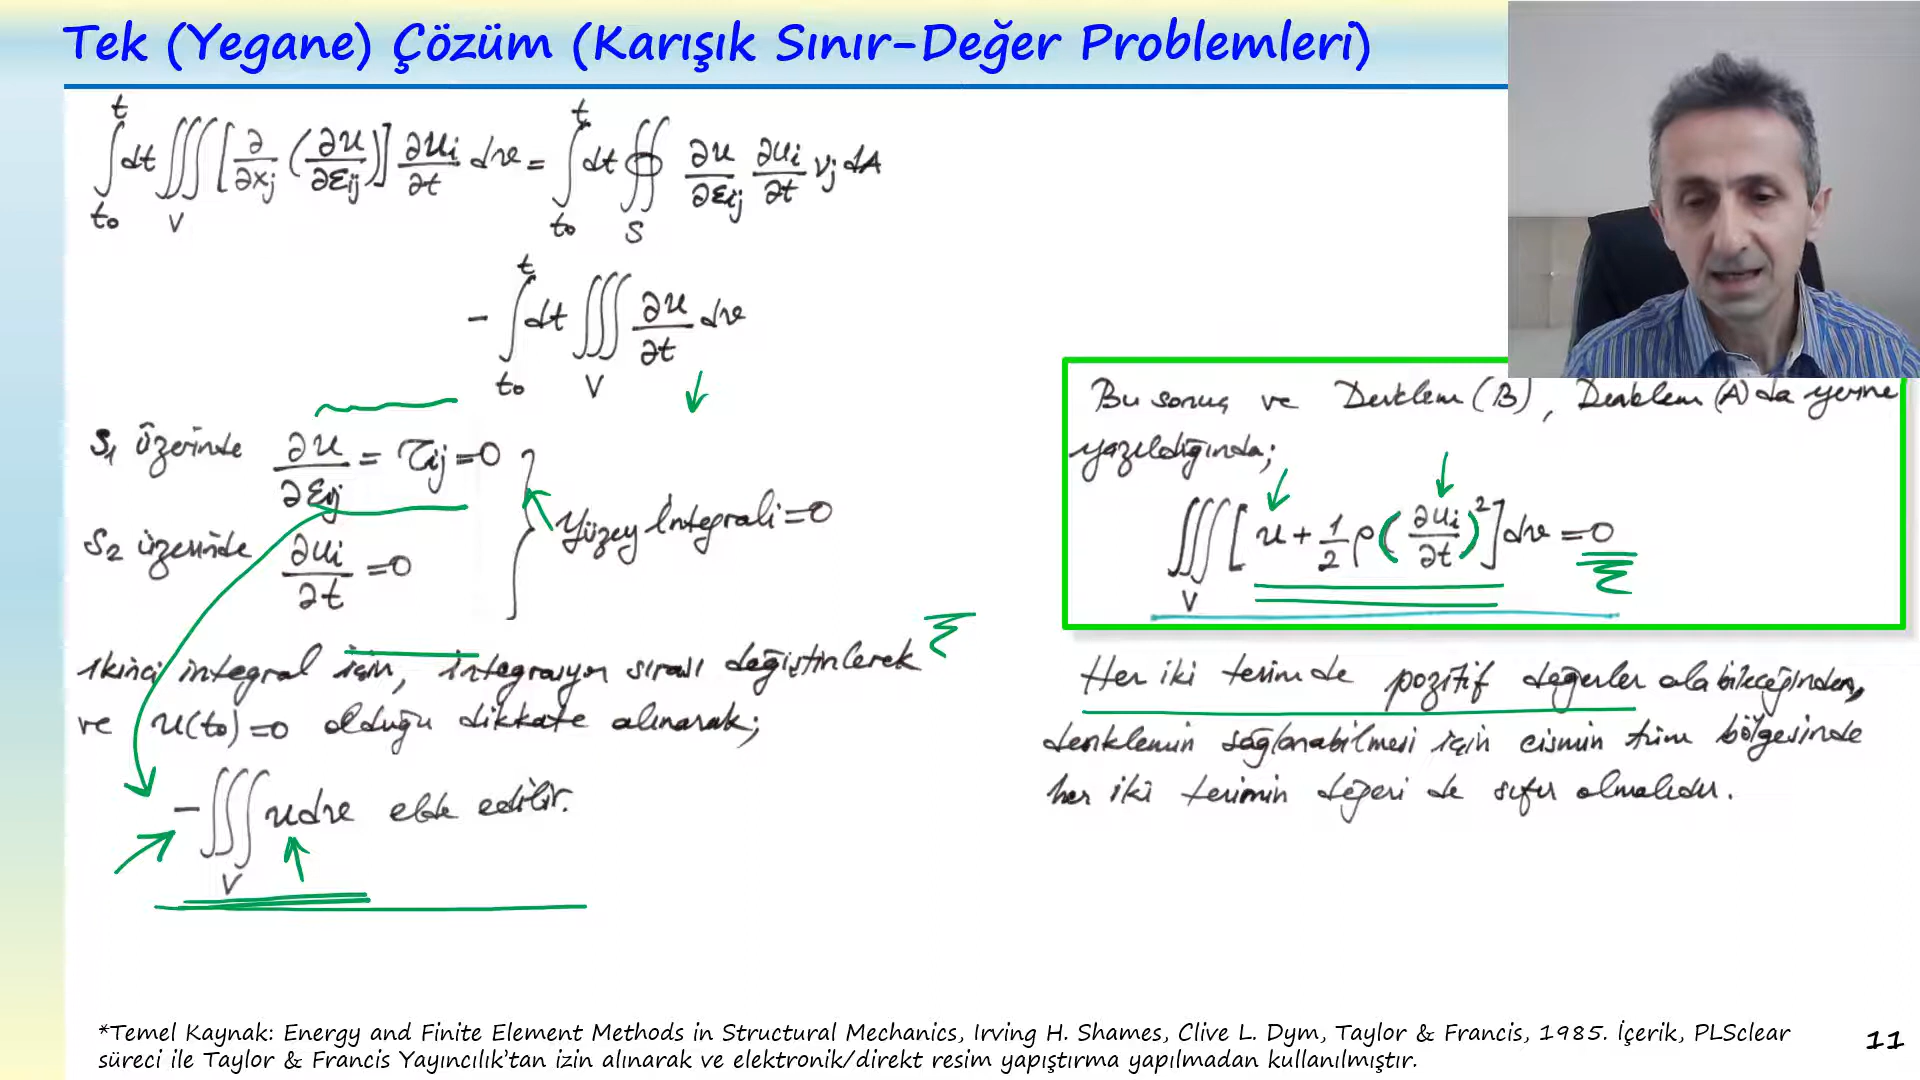 Tek (Yegane) Çözüm (Karışık Sınır-Değer Problemleri)
∫_{t₀}^{t} dt ∭_V [∂/∂x_j (∂u/∂ε_ij)] ∂u_i/∂t dv = ∫_{t₀}^{t} dt ∯_S ∂u/∂ε_ij ∂u_i/∂t ν_j dA
- ∫_{t₀}^{t} dt ∭_V ∂u/∂t dv
S₁ üzerinde ∂u/∂ε_ij = τ_ij = 0
S₂ üzerinde ∂u_i/∂t = 0
} Yüzey İntegrali = 0
ikinci integral için, integrasyon sırası değiştirilerek
ve u(t₀)=0 olduğu dikkate alınarak;
- ∭_V u dv elde edilir.
Bu sonuç ve Denklem (B), Denklem (A) da yerine
yazıldığında;
∭_V [u + 1/2 ρ (∂u_i/∂t)²] dv = 0
Her iki terimde pozitif değerler alabileceğinden,
denklemin sağlanabilmesi için cismin tüm bölgesinde
her iki terimin değeri de sıfır olmalıdır.
*Temel Kaynak: Energy and Finite Element Methods in Structural Mechanics, Irving H. Shames, Clive L. Dym, Taylor & Francis, 1985. İçerik, PLSclear
süreci ile Taylor & Francis Yayıncılık'tan izin alınarak ve elektronik/direkt resim yapıştırma yapılmadan kullanılmıştır.
11